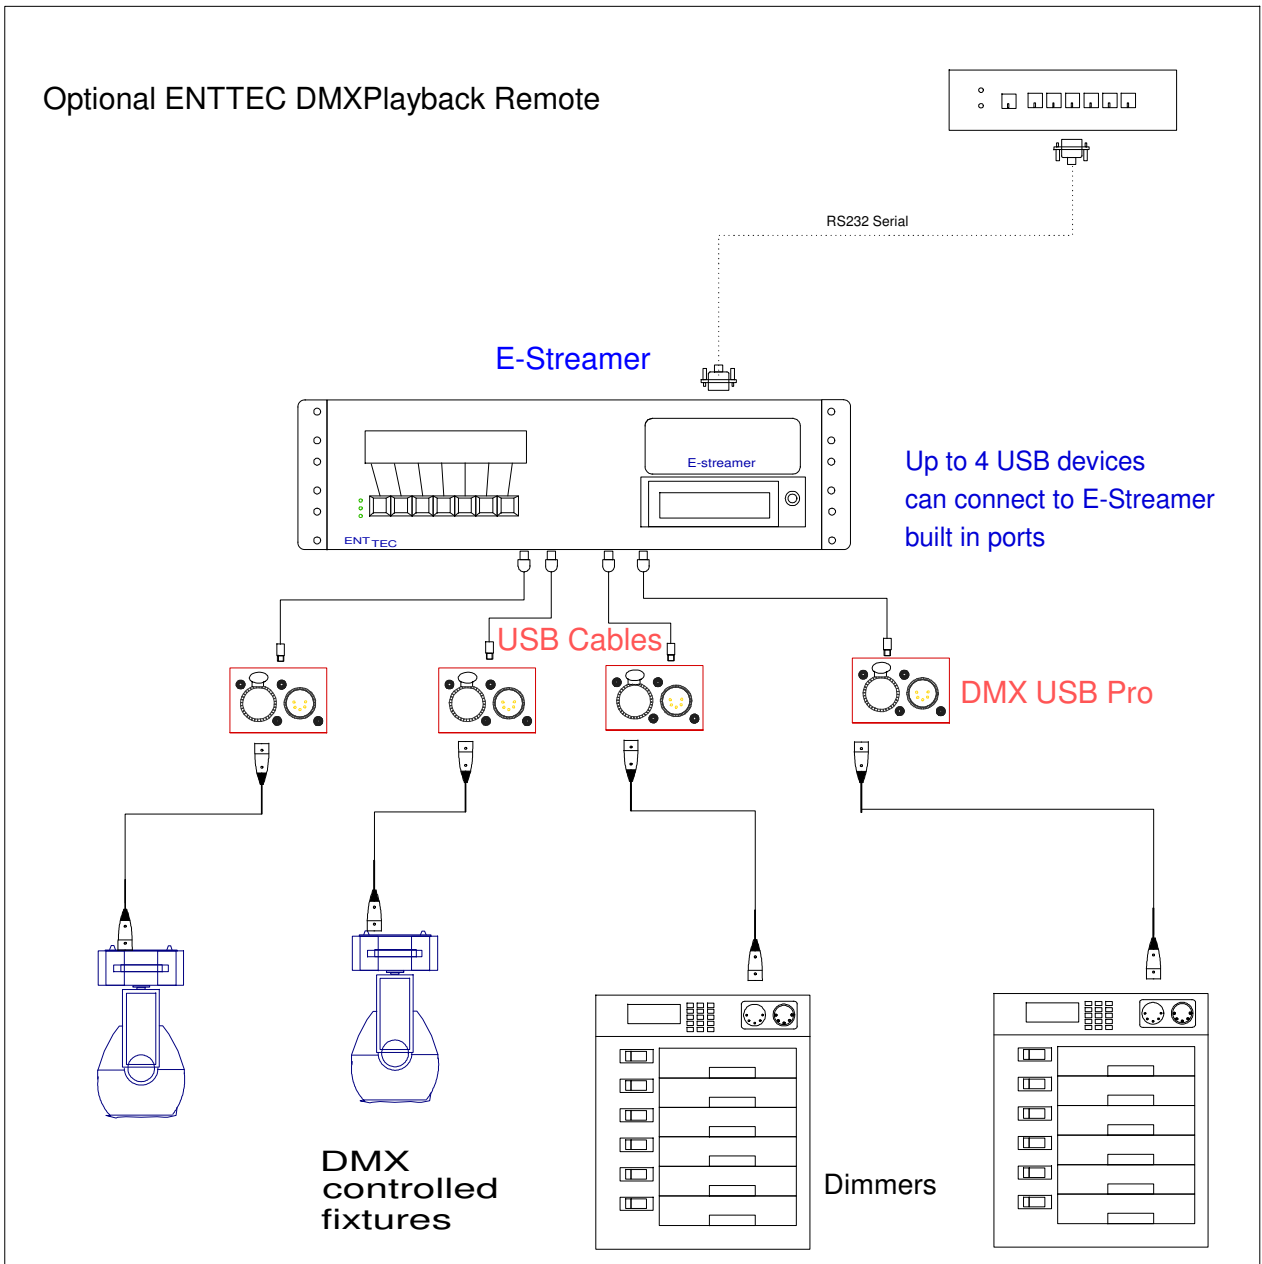 Optional ENTTEC DMXPlayback Remote
RS232 Serial
E-Streamer
E-streamer
ENTTEC
Up to 4 USB devices
can connect to E-Streamer
built in ports
USB Cables
DMX USB Pro
DMX
controlled
fixtures
Dimmers